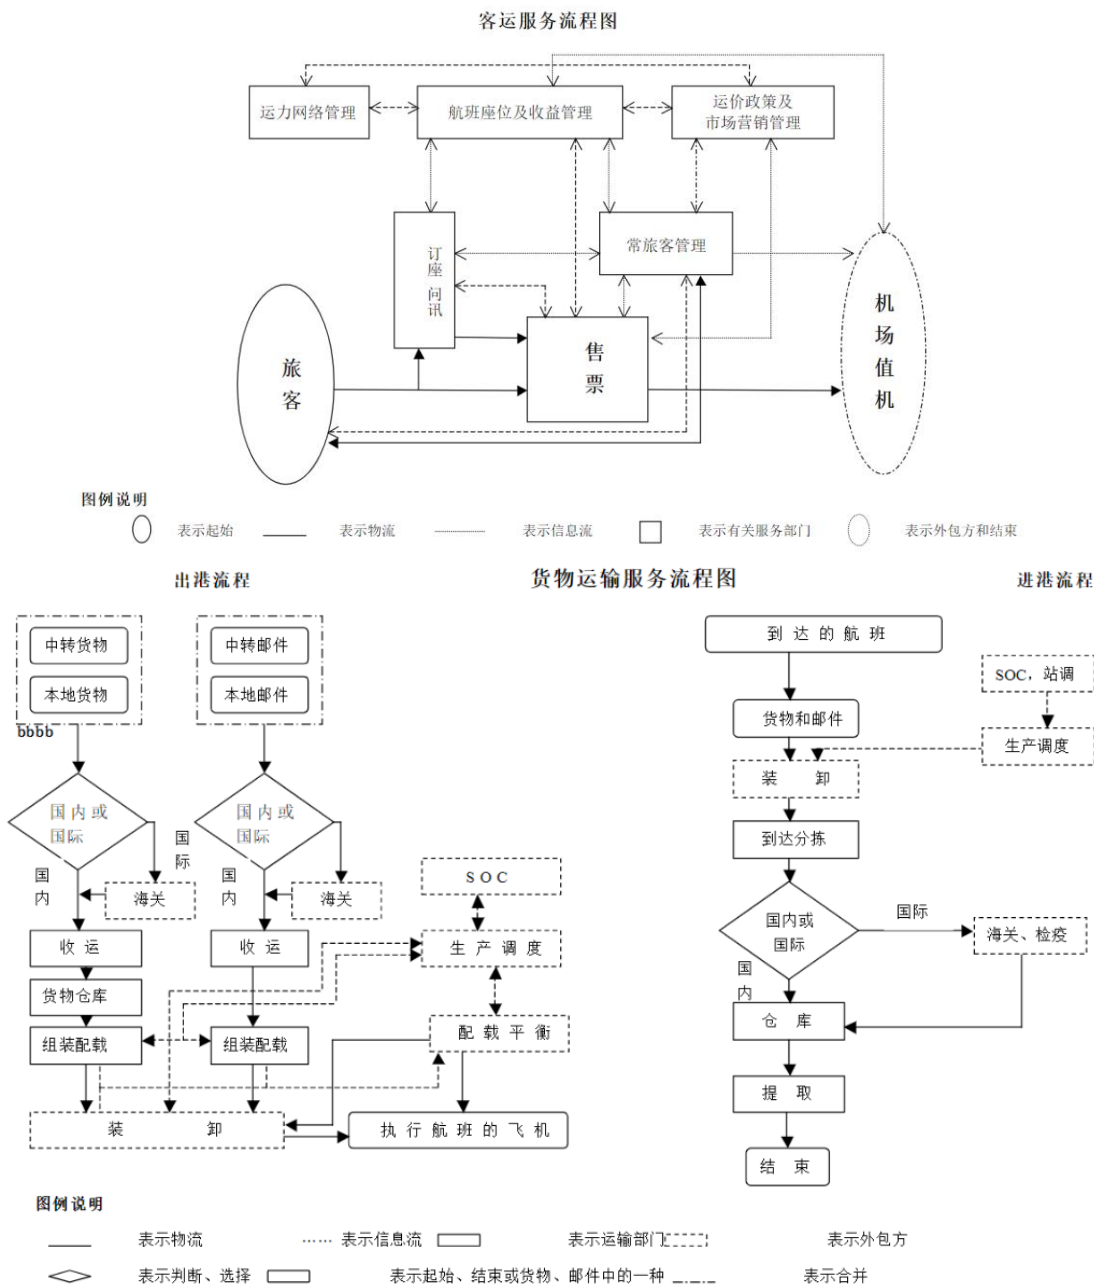 客运服务流程图
运力网络管理
航班座位及收益管理
运价政策及
市场营销管理
订
座 问
讯
常旅客管理
旅
客
售
票
机
场
值
机
图例说明
表示起始
表示物流
表示信息流
表示有关服务部门
表示外包方和结束
出港流程
货物运输服务流程图
进港流程
中转货物
本地货物
bbbb
中转邮件
本地邮件
国内或
国际
国际
国内
海关
收运
货物仓库
组装配载
国内或
国际
国内
海关
收运
组装配载
装 卸
SOC
生产调度
配载平衡
执行航班的飞机
到达的航班
货物和邮件
SOC，站调
生产调度
装 卸
到达分拣
国内或
国际
国际
海关、检疫
国内
仓 库
提 取
结 束
图例说明
表示物流
表示信息流
表示运输部门
表示外包方
表示判断、选择
表示起始、结束或货物、邮件中的一种
表示合并